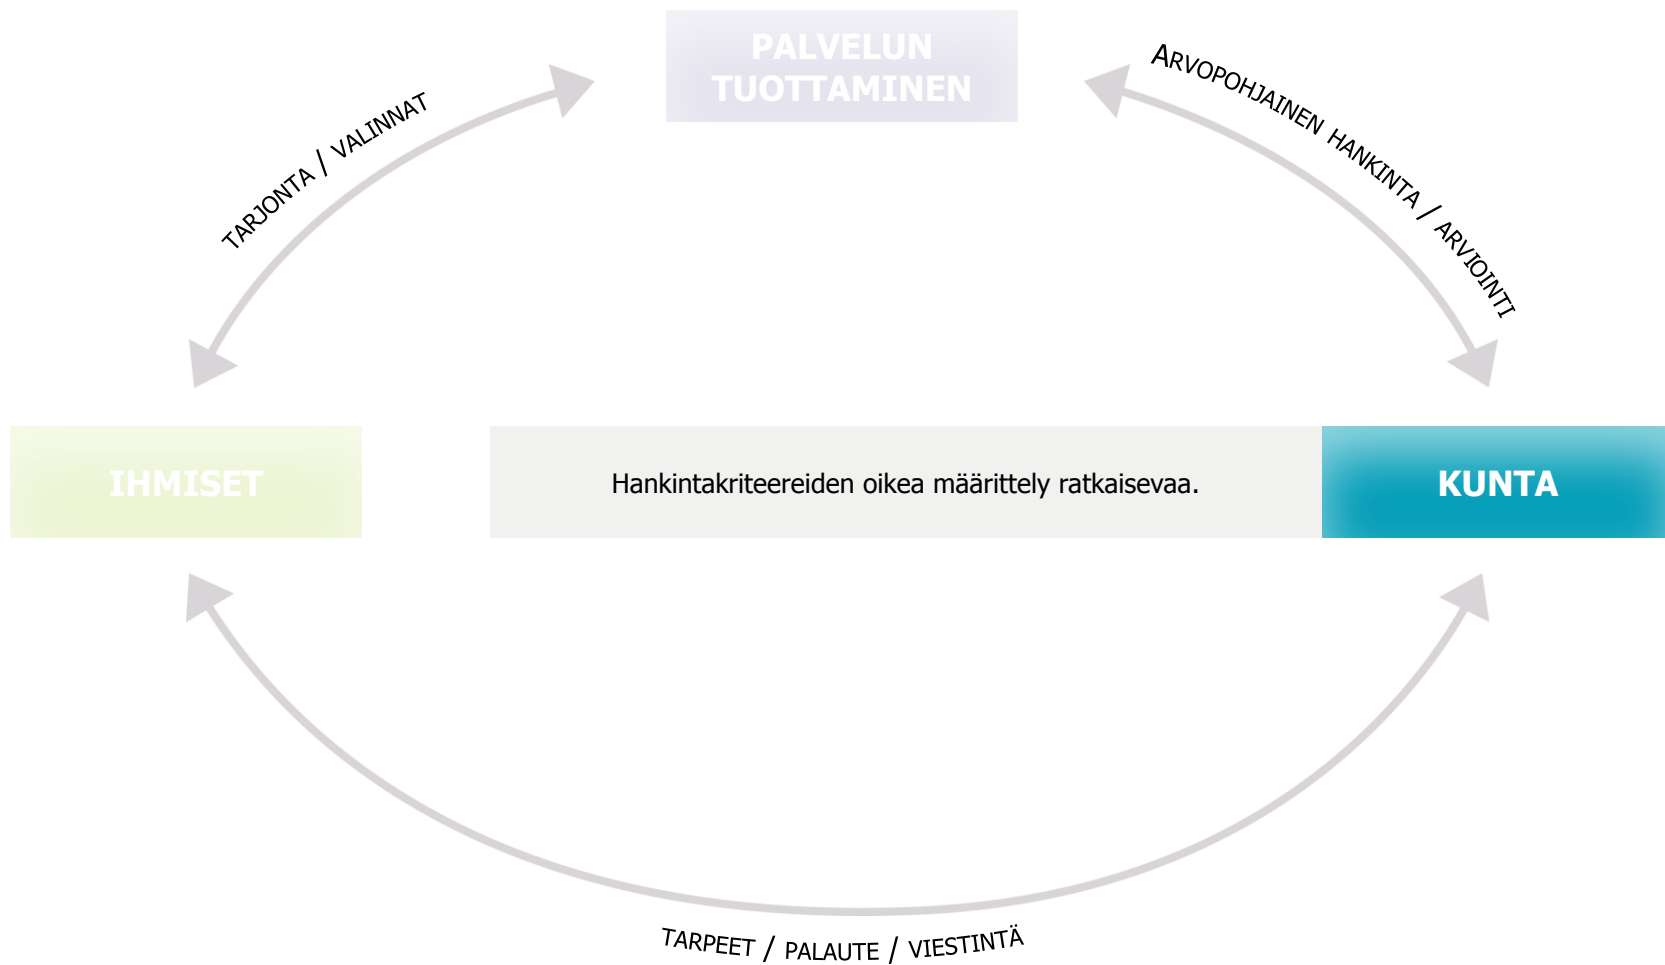 PALVELUN
TUOTTAMINEN
TARJONTA / VALINNAT
ARVOPOHJAINEN HANKINTA / ARVIOINTI
IHMISET
Hankintakriteereiden oikea määrittely ratkaisevaa.
KUNTA
TARPEET / PALAUTE / VIESTINTÄ